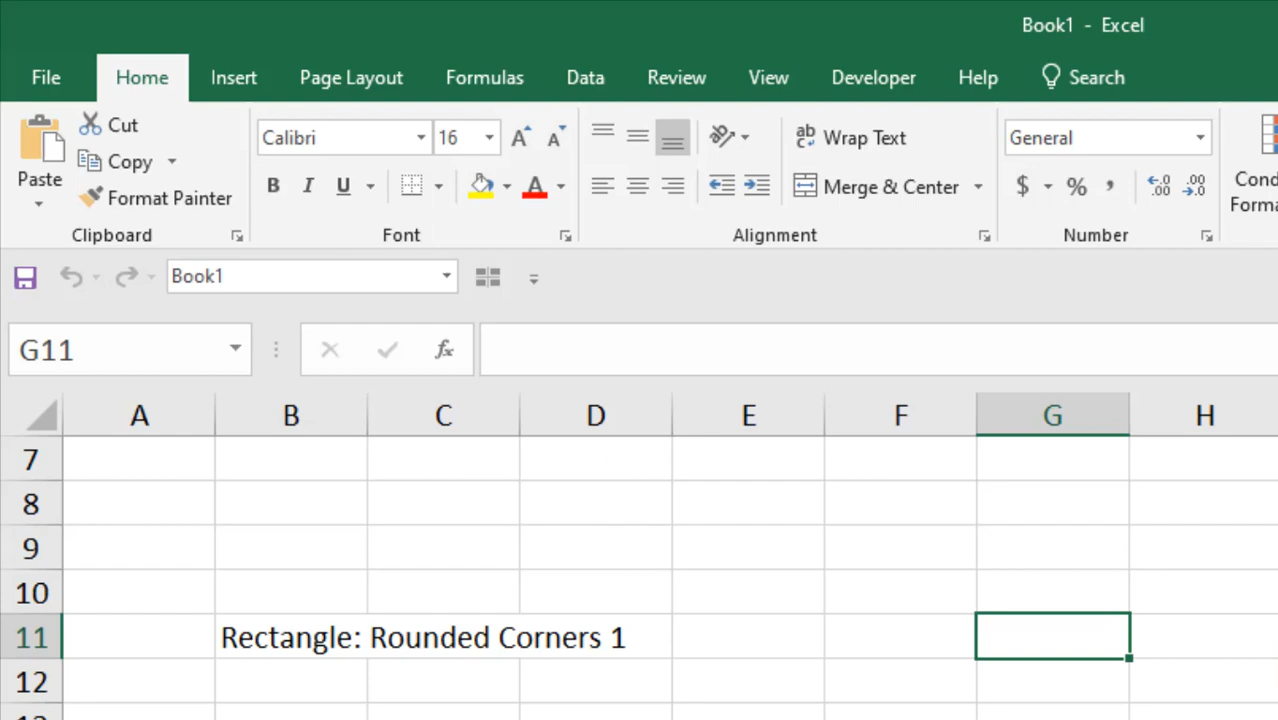 Book1 - Excel
File Home Insert Page Layout Formulas Data Review View Developer Help Search
Cut
Calibri 16 A A ab Wrap Text General
Copy
Paste B I U A Merge & Center $ % , Cond
Format Painter Forma
Clipboard Font Alignment Number
Book1
G11 fx
A B C D E F G H
7
8
9
10
11 Rectangle: Rounded Corners 1
12